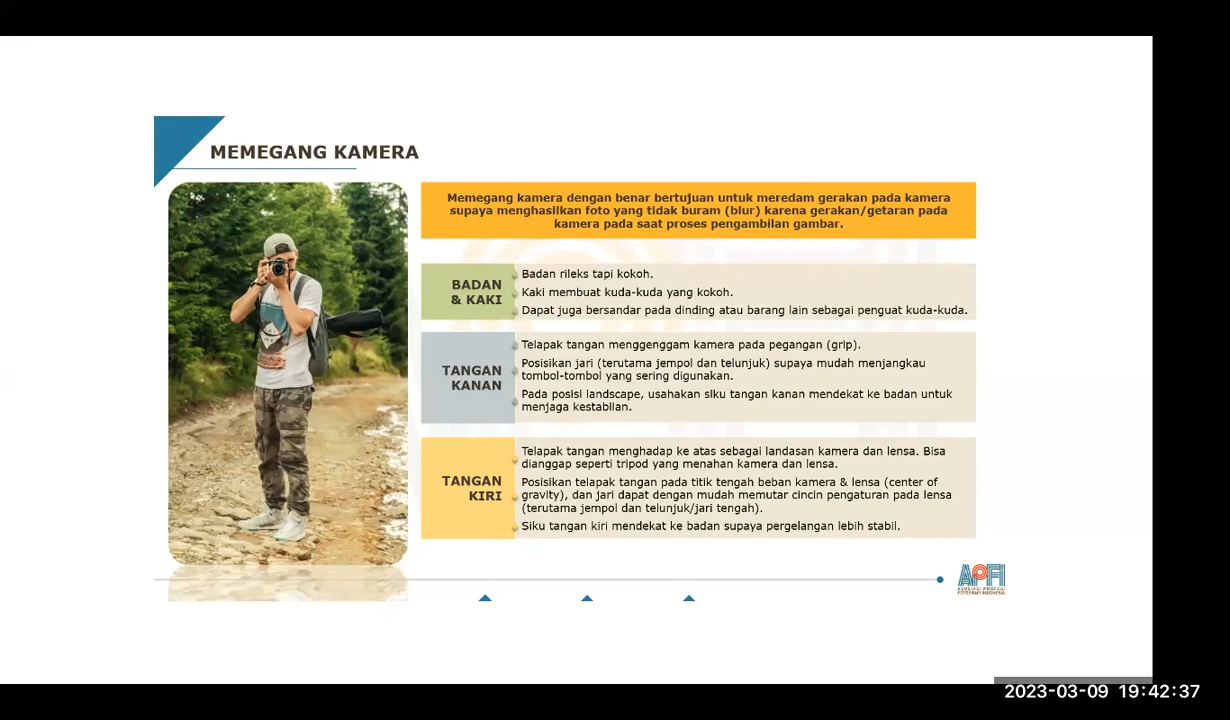 MEMEGANG KAMERA
Memegang kamera dengan benar bertujuan untuk meredam gerakan pada kamera
supaya menghasilkan foto yang tidak buram (blur) karena gerakan/getaran pada
kamera pada saat proses pengambilan gambar.
BADAN
& KAKI
Badan rileks tapi kokoh.
Kaki membuat kuda-kuda yang kokoh.
Dapat juga bersandar pada dinding atau barang lain sebagai penguat kuda-kuda.
TANGAN
KANAN
Telapak tangan menggenggam kamera pada pegangan (grip).
Posisikan jari (terutama jempol dan telunjuk) supaya mudah menjangkau
tombol-tombol yang sering digunakan.
Pada posisi landscape, usahakan siku tangan kanan mendekat ke badan untuk
menjaga kestabilan.
TANGAN
KIRI
Telapak tangan menghadap ke atas sebagai landasan kamera dan lensa. Bisa
dianggap seperti tripod yang menahan kamera dan lensa.
Posisikan telapak tangan pada titik tengah beban kamera & lensa (center of
gravity), dan jari dapat dengan mudah memutar cincin pengaturan pada lensa
(terutama jempol dan telunjuk/jari tengah).
Siku tangan kiri mendekat ke badan supaya pergelangan lebih stabil.
APFI
ASOSIASI PROFESI
FOTOGRAFI INDONESIA
2023-03-09 19:42:37